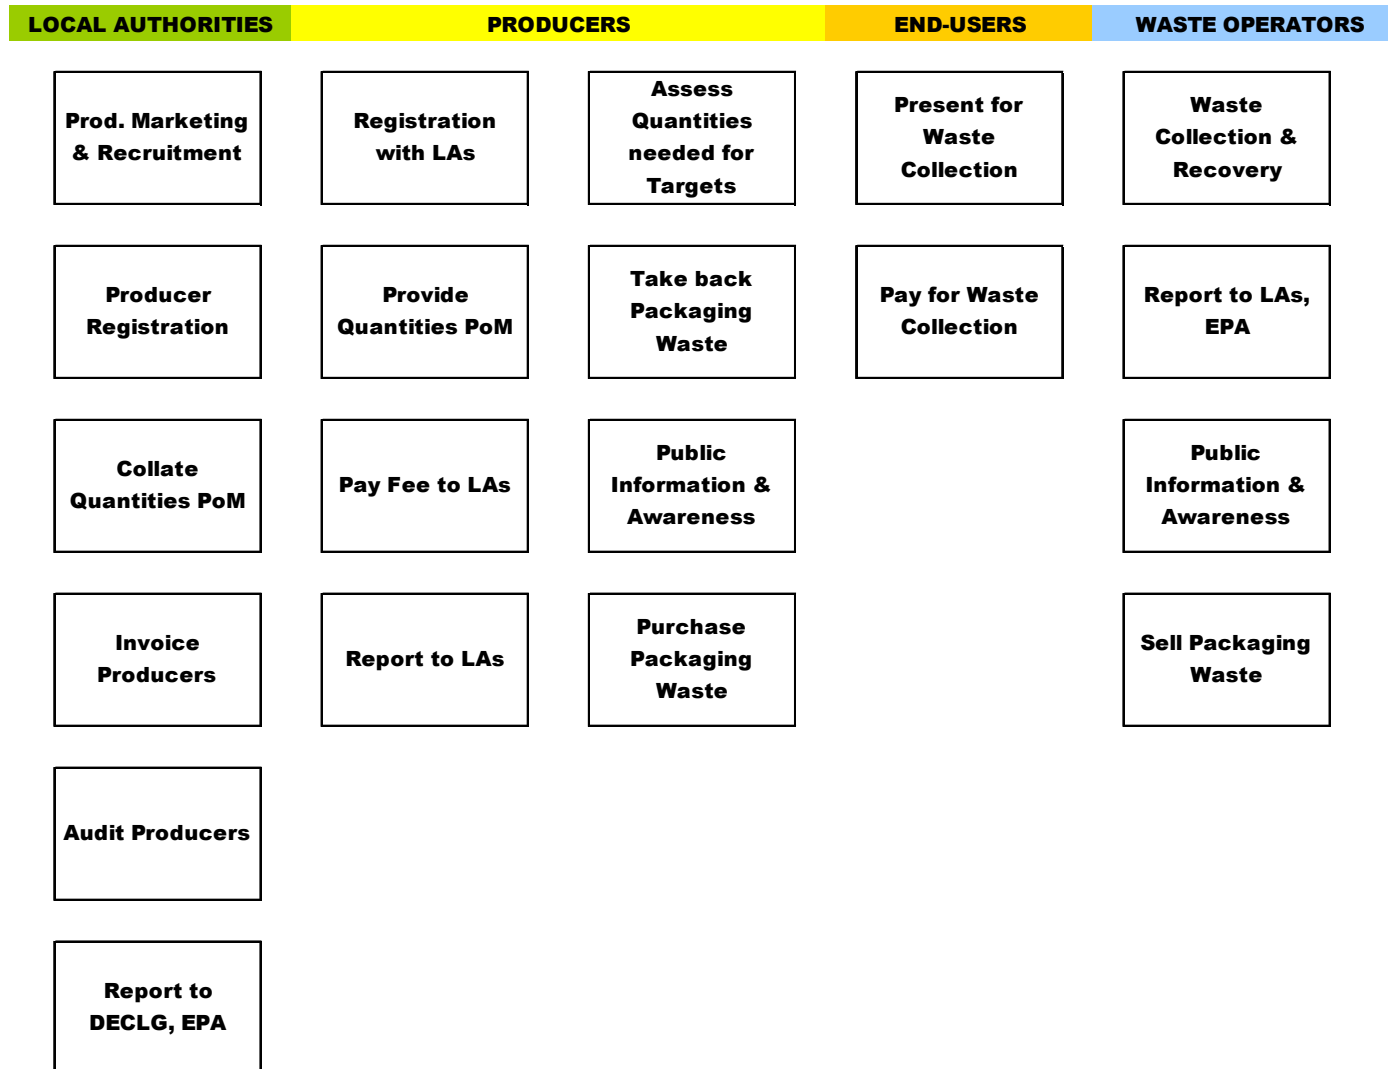 LOCAL AUTHORITIES
PRODUCERS
END-USERS
WASTE OPERATORS
Prod. Marketing
& Recruitment
Registration
with LAs
Assess
Quantities
needed for
Targets
Present for
Waste
Collection
Waste
Collection &
Recovery
Producer
Registration
Provide
Quantities PoM
Take back
Packaging
Waste
Pay for Waste
Collection
Report to LAs,
EPA
Collate
Quantities PoM
Pay Fee to LAs
Public
Information &
Awareness
Public
Information &
Awareness
Invoice
Producers
Report to LAs
Purchase
Packaging
Waste
Sell Packaging
Waste
Audit Producers
Report to
DECLG, EPA